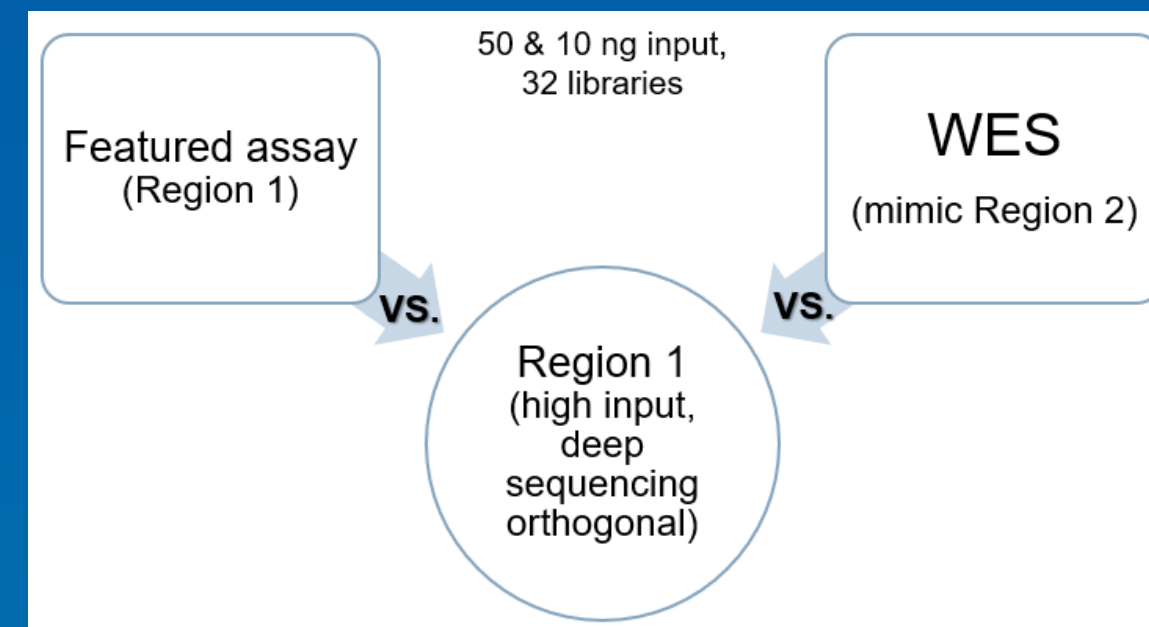 50 & 10 ng input,
32 libraries
Featured assay
(Region 1)
WES
(mimic Region 2)
VS.
VS.
Region 1
(high input,
deep
sequencing
orthogonal)